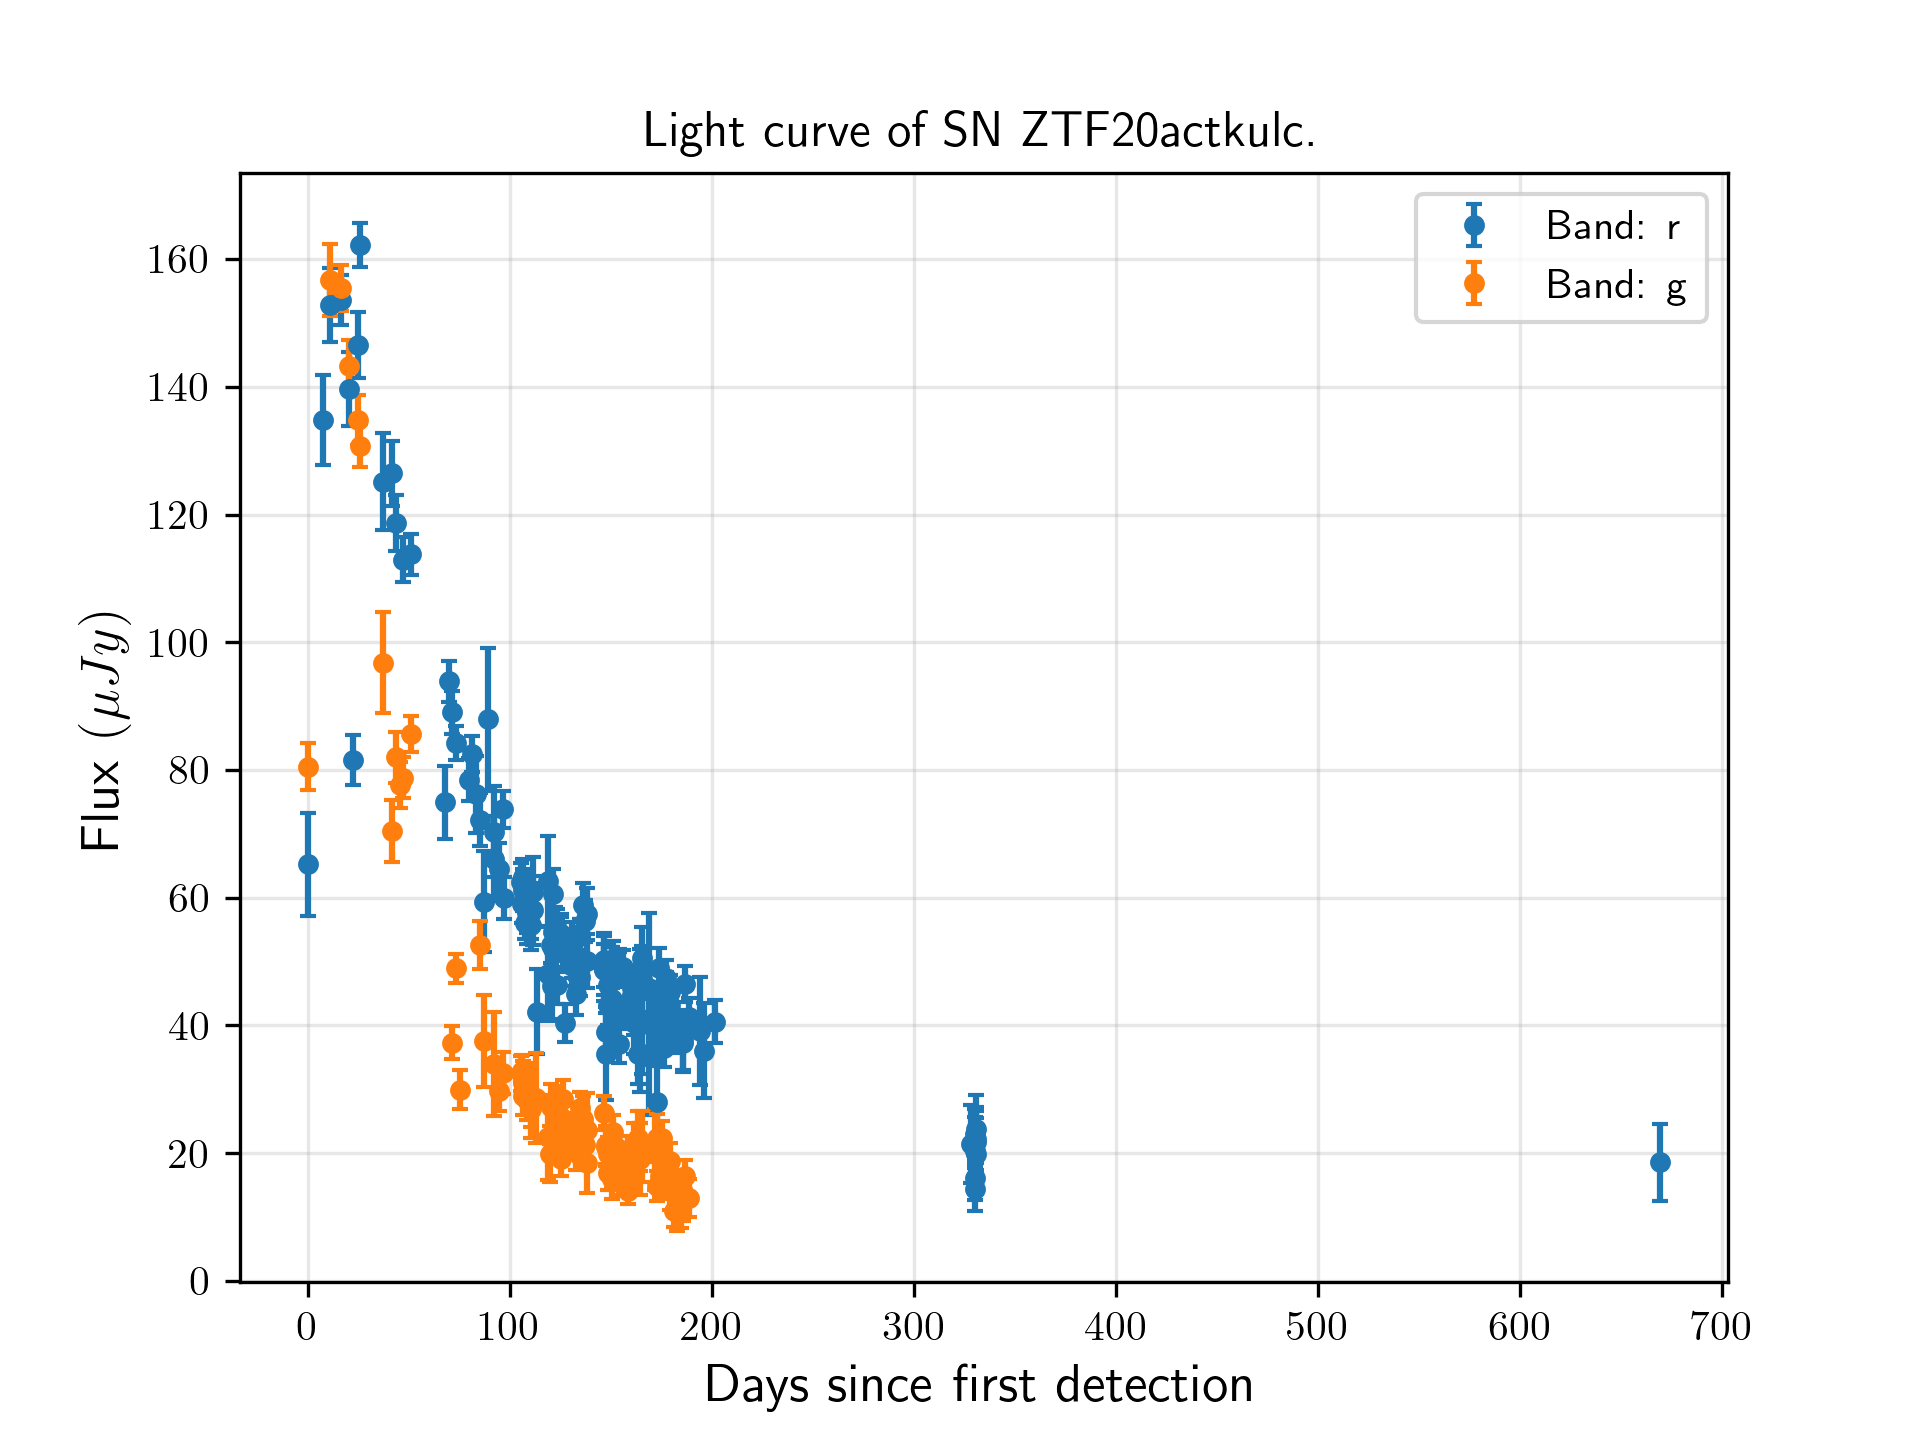 Light curve of SN ZTF20actkulc.
Band: r
Band: g
160
140
120
100
80
60
40
20
0
Flux (μJy)
0 100 200 300 400 500 600 700
Days since first detection